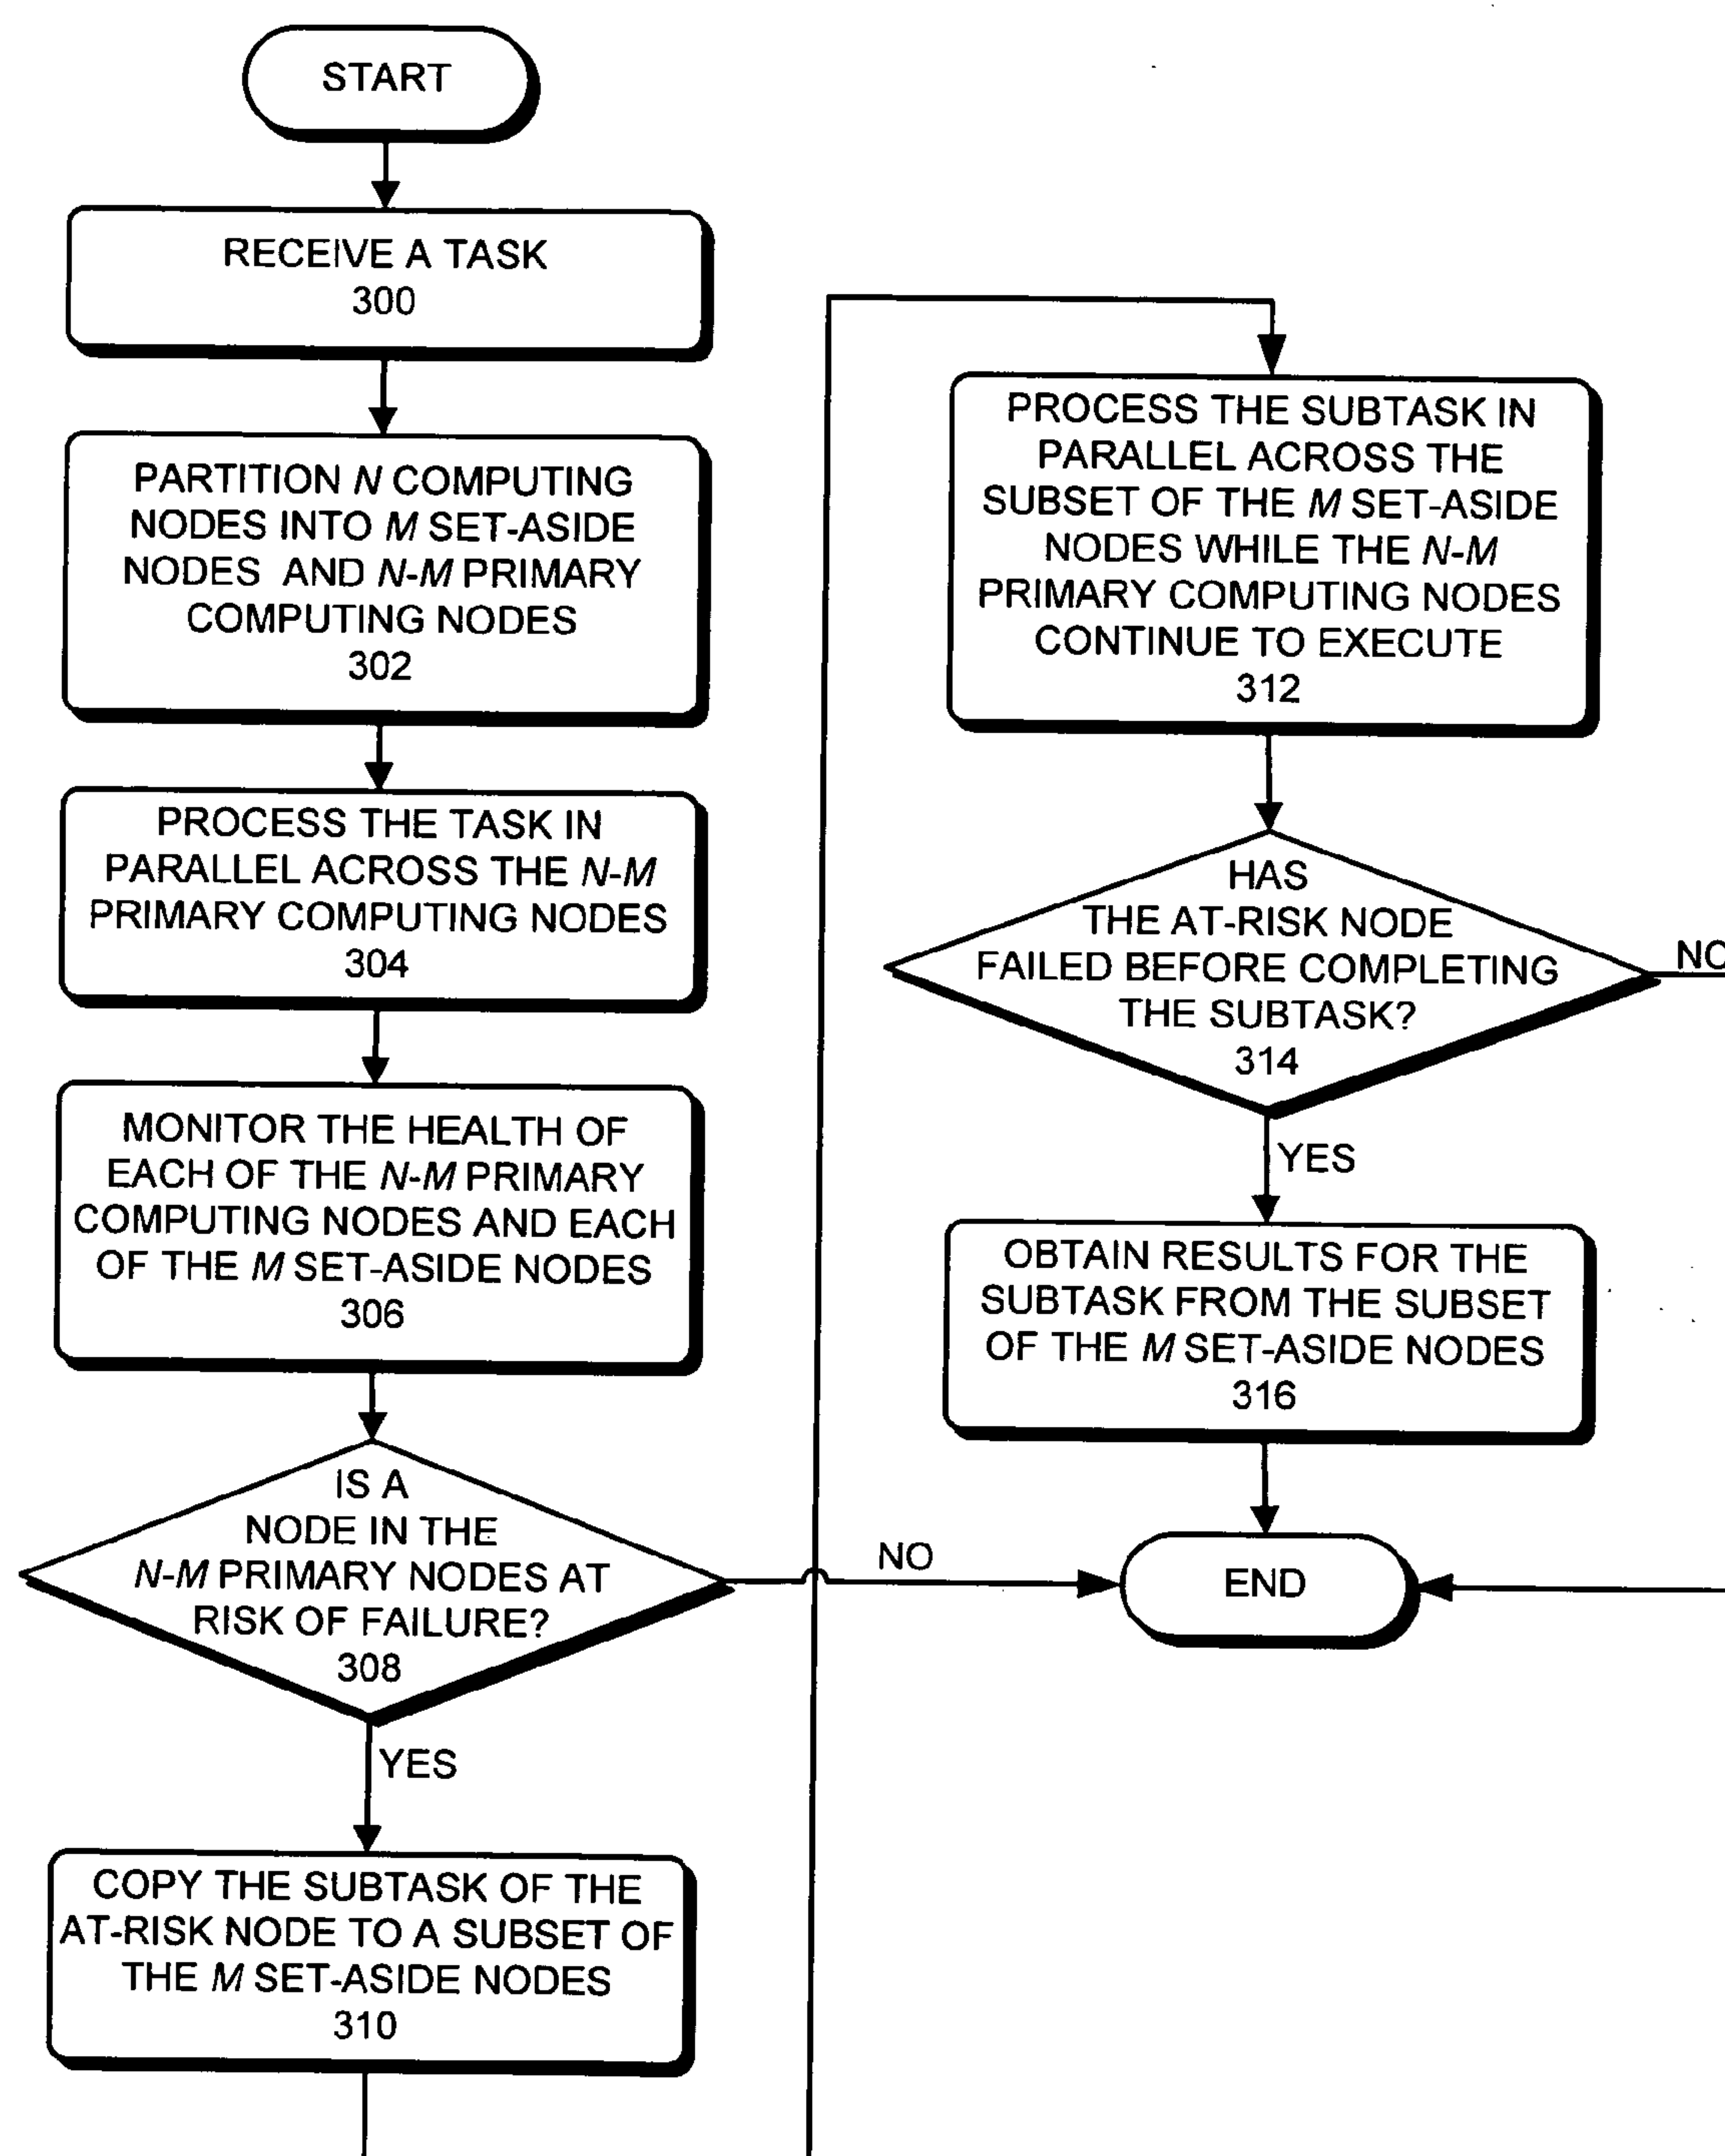 START
RECEIVE A TASK
300
PARTITION N COMPUTING
NODES INTO M SET-ASIDE
NODES AND N-M PRIMARY
COMPUTING NODES
302
PROCESS THE TASK IN
PARALLEL ACROSS THE N-M
PRIMARY COMPUTING NODES
304
MONITOR THE HEALTH OF
EACH OF THE N-M PRIMARY
COMPUTING NODES AND EACH
OF THE M SET-ASIDE NODES
306
IS A
NODE IN THE
N-M PRIMARY NODES AT
RISK OF FAILURE?
308
NO
YES
COPY THE SUBTASK OF THE
AT-RISK NODE TO A SUBSET OF
THE M SET-ASIDE NODES
310
PROCESS THE SUBTASK IN
PARALLEL ACROSS THE
SUBSET OF THE M SET-ASIDE
NODES WHILE THE N-M
PRIMARY COMPUTING NODES
CONTINUE TO EXECUTE
312
HAS
THE AT-RISK NODE
FAILED BEFORE COMPLETING
THE SUBTASK?
314
NO
YES
OBTAIN RESULTS FOR THE
SUBTASK FROM THE SUBSET
OF THE M SET-ASIDE NODES
316
END